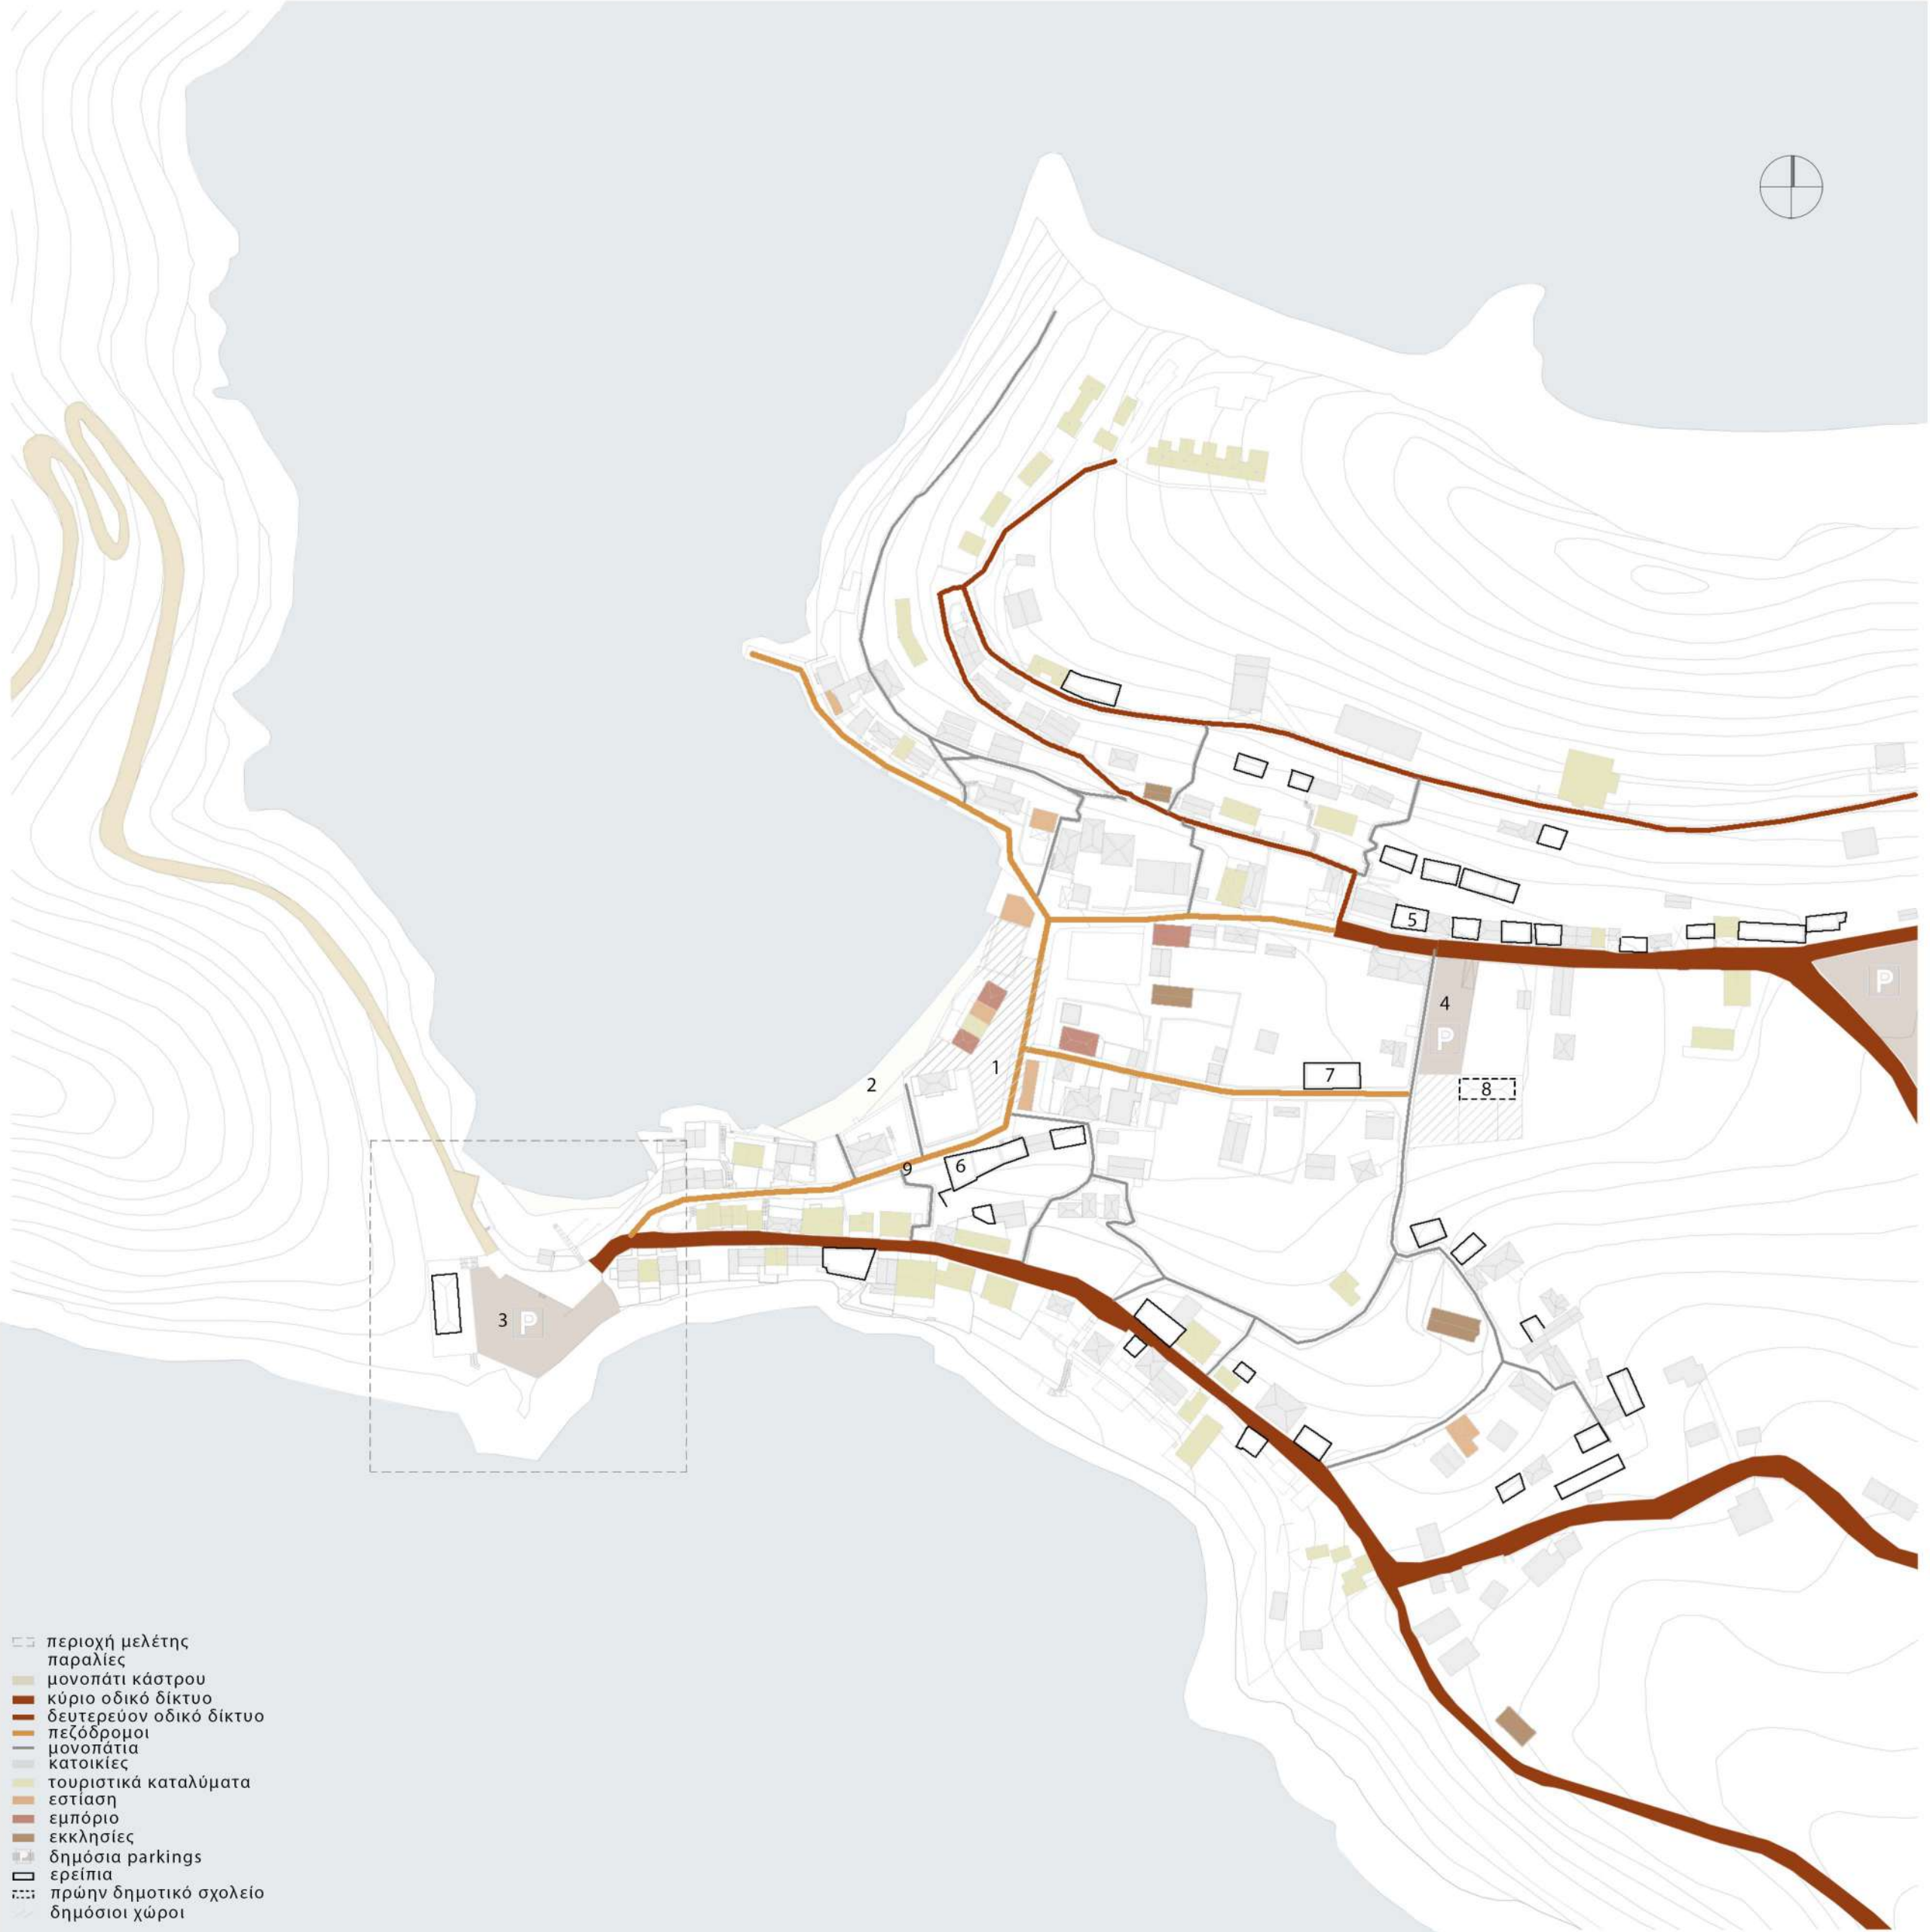 P
5
4
P
7
8
1
2
9
6
3
P
περιοχή μελέτης
παραλίες
μονοπάτι κάστρου
κύριο οδικό δίκτυο
δευτερεύον οδικό δίκτυο
πεζόδρομοι
μονοπάτια
κατοικίες
τουριστικά καταλύματα
εστίαση
εμπόριο
εκκλησίες
P δημόσια parkings
ερείπια
πρώην δημοτικό σχολείο
δημόσιοι χώροι